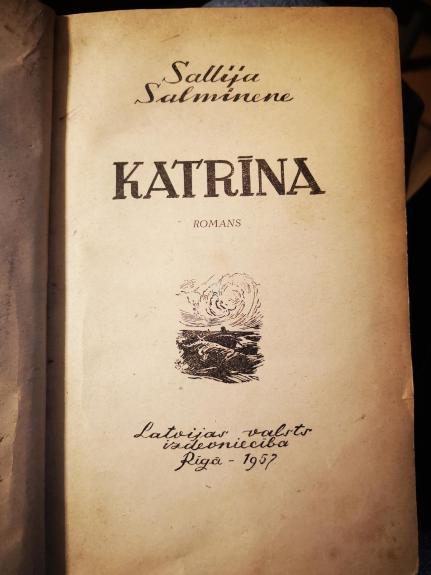 Sallija
Salminene
KATRĪNA
ROMANS
Latvijas valsts
izdevniecība
Rīgā - 1957